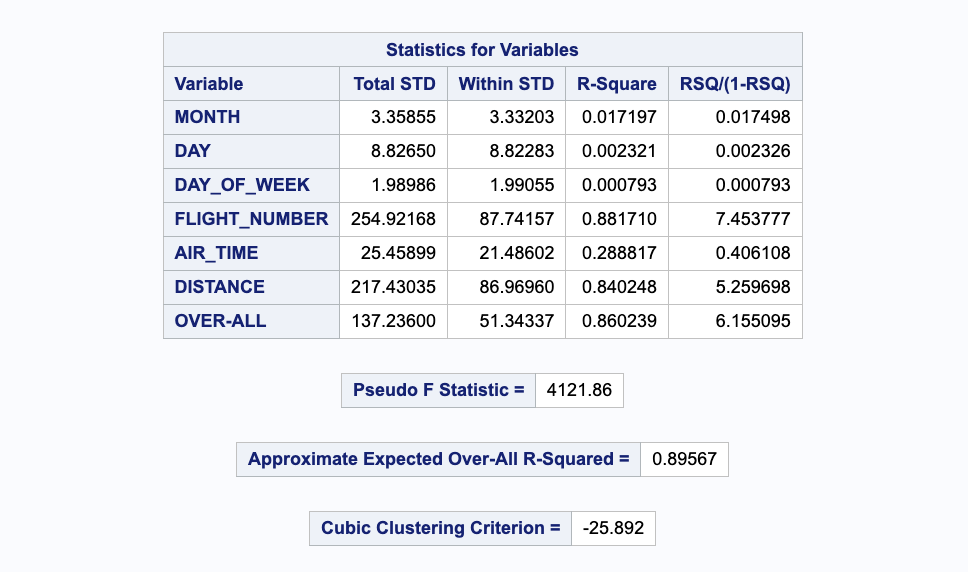 Statistics for Variables
Variable Total STD Within STD R-Square RSQ/(1-RSQ)
MONTH 3.35855 3.33203 0.017197 0.017498
DAY 8.82650 8.82283 0.002321 0.002326
DAY_OF_WEEK 1.98986 1.99055 0.000793 0.000793
FLIGHT_NUMBER 254.92168 87.74157 0.881710 7.453777
AIR_TIME 25.45899 21.48602 0.288817 0.406108
DISTANCE 217.43035 86.96960 0.840248 5.259698
OVER-ALL 137.23600 51.34337 0.860239 6.155095
Pseudo F Statistic = 4121.86
Approximate Expected Over-All R-Squared = 0.89567
Cubic Clustering Criterion = -25.892